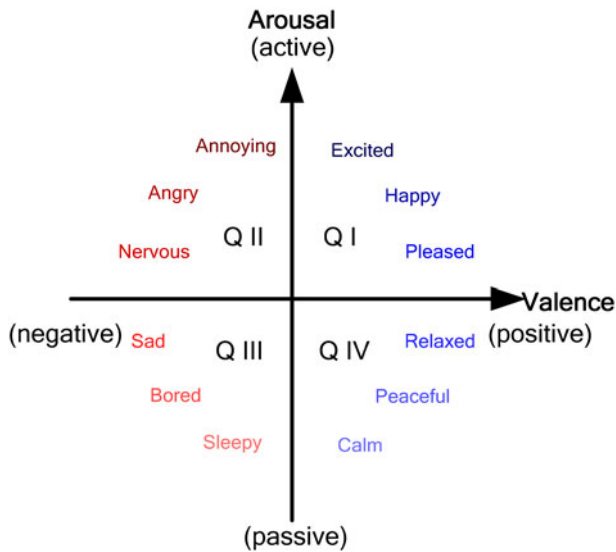 Arousal
(active)
Annoying
Excited
Angry
Happy
Q II
Q I
Nervous
Pleased
Valence
(negative)
(positive)
Sad
Q III
Q IV
Relaxed
Bored
Peaceful
Sleepy
Calm
(passive)